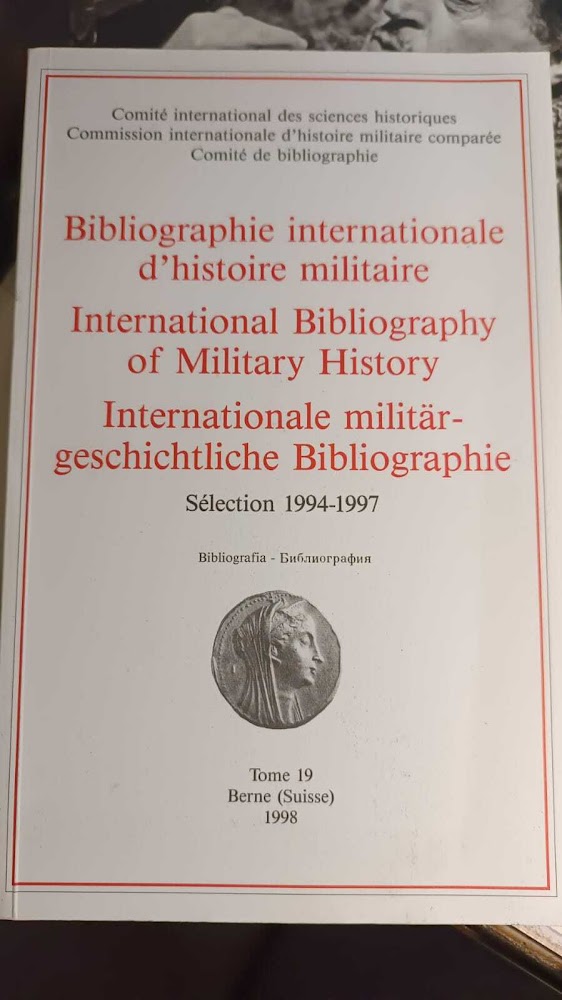 Comité international des sciences historiques
Commission internationale d'histoire militaire comparée
Comité de bibliographie
Bibliographie internationale
d'histoire militaire
International Bibliography
of Military History
Internationale militär-
geschichtliche Bibliographie
Sélection 1994-1997
Bibliografia - Библиография
Tome 19
Berne (Suisse)
1998